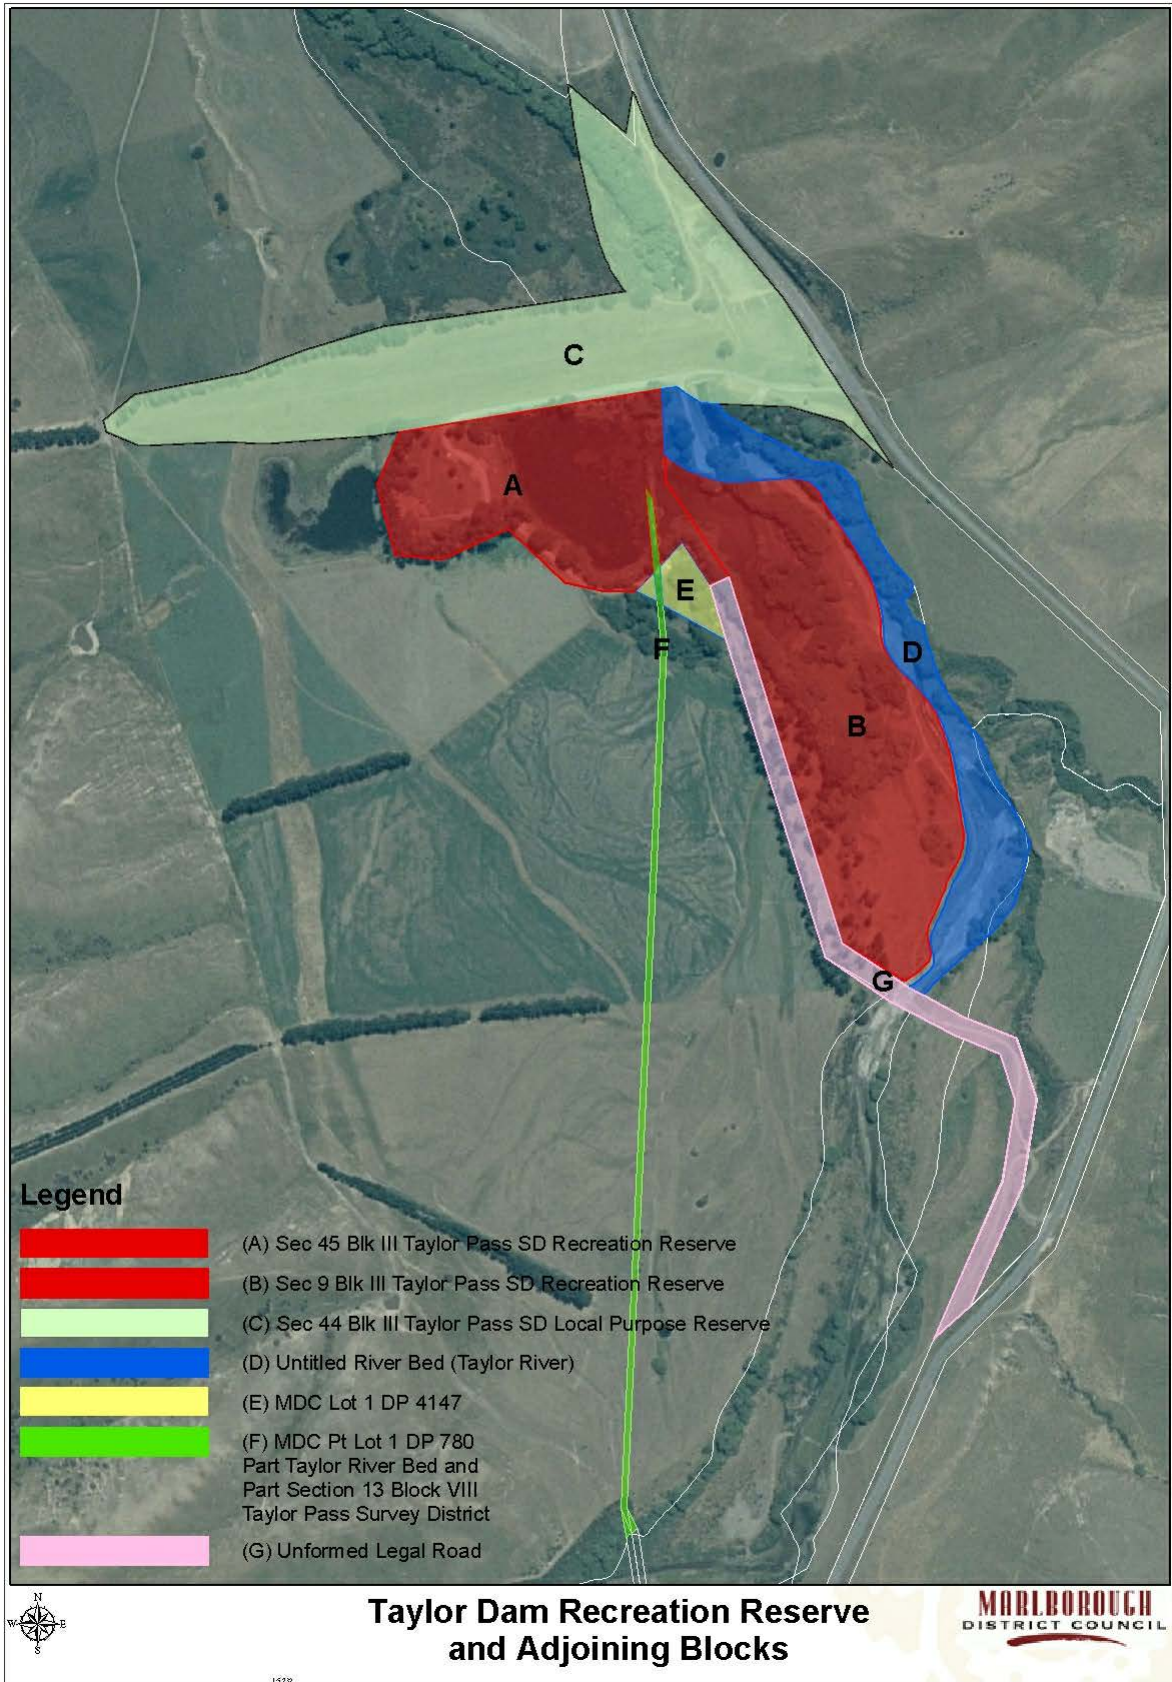 C
A
E
F
D
B
G
Legend
(A) Sec 45 Blk III Taylor Pass SD Recreation Reserve
(B) Sec 9 Blk III Taylor Pass SD Recreation Reserve
(C) Sec 44 Blk III Taylor Pass SD Local Purpose Reserve
(D) Untitled River Bed (Taylor River)
(E) MDC Lot 1 DP 4147
(F) MDC Pt Lot 1 DP 780
Part Taylor River Bed and
Part Section 13 Block VIII
Taylor Pass Survey District
(G) Unformed Legal Road
N
W E
S
Taylor Dam Recreation Reserve
and Adjoining Blocks
MARLBOROUGH
DISTRICT COUNCIL